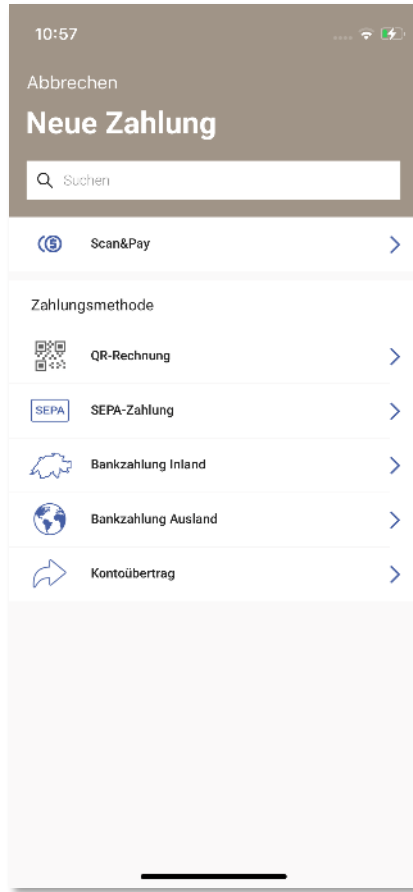 10:57
Abbrechen
Neue Zahlung
Suchen
Scan&Pay
Zahlungsmethode
QR-Rechnung
SEPA
SEPA-Zahlung
Bankzahlung Inland
Bankzahlung Ausland
Kontoübertrag